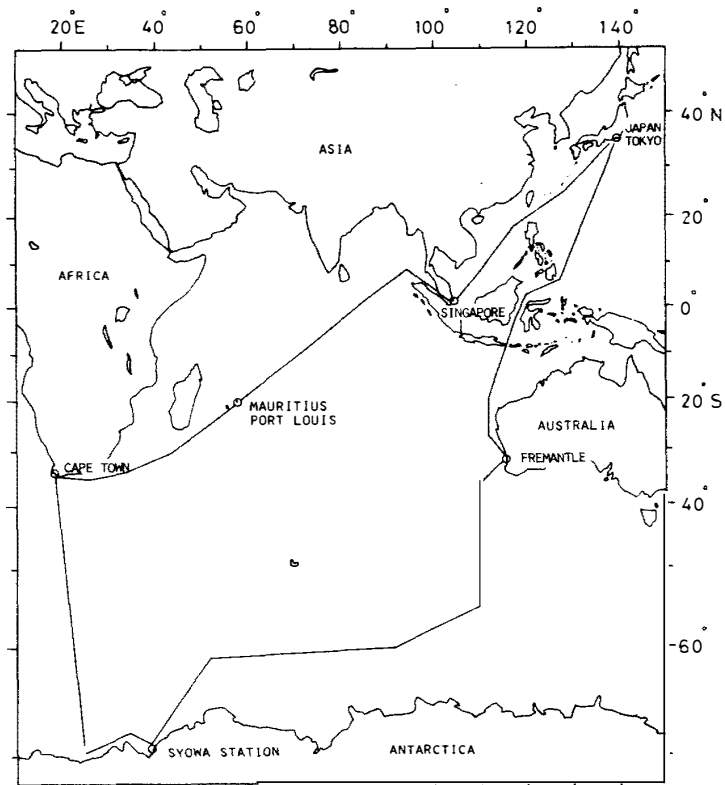 20°E 40° 60° 80° 100° 120° 140°
40°N
JAPAN
TOKYO
ASIA
20°
AFRICA
0°
SINGAPORE
MAURITIUS
PORT LOUIS
20°S
AUSTRALIA
CAPE TOWN
FREMANTLE
40°
60°
SYOWA STATION
ANTARCTICA